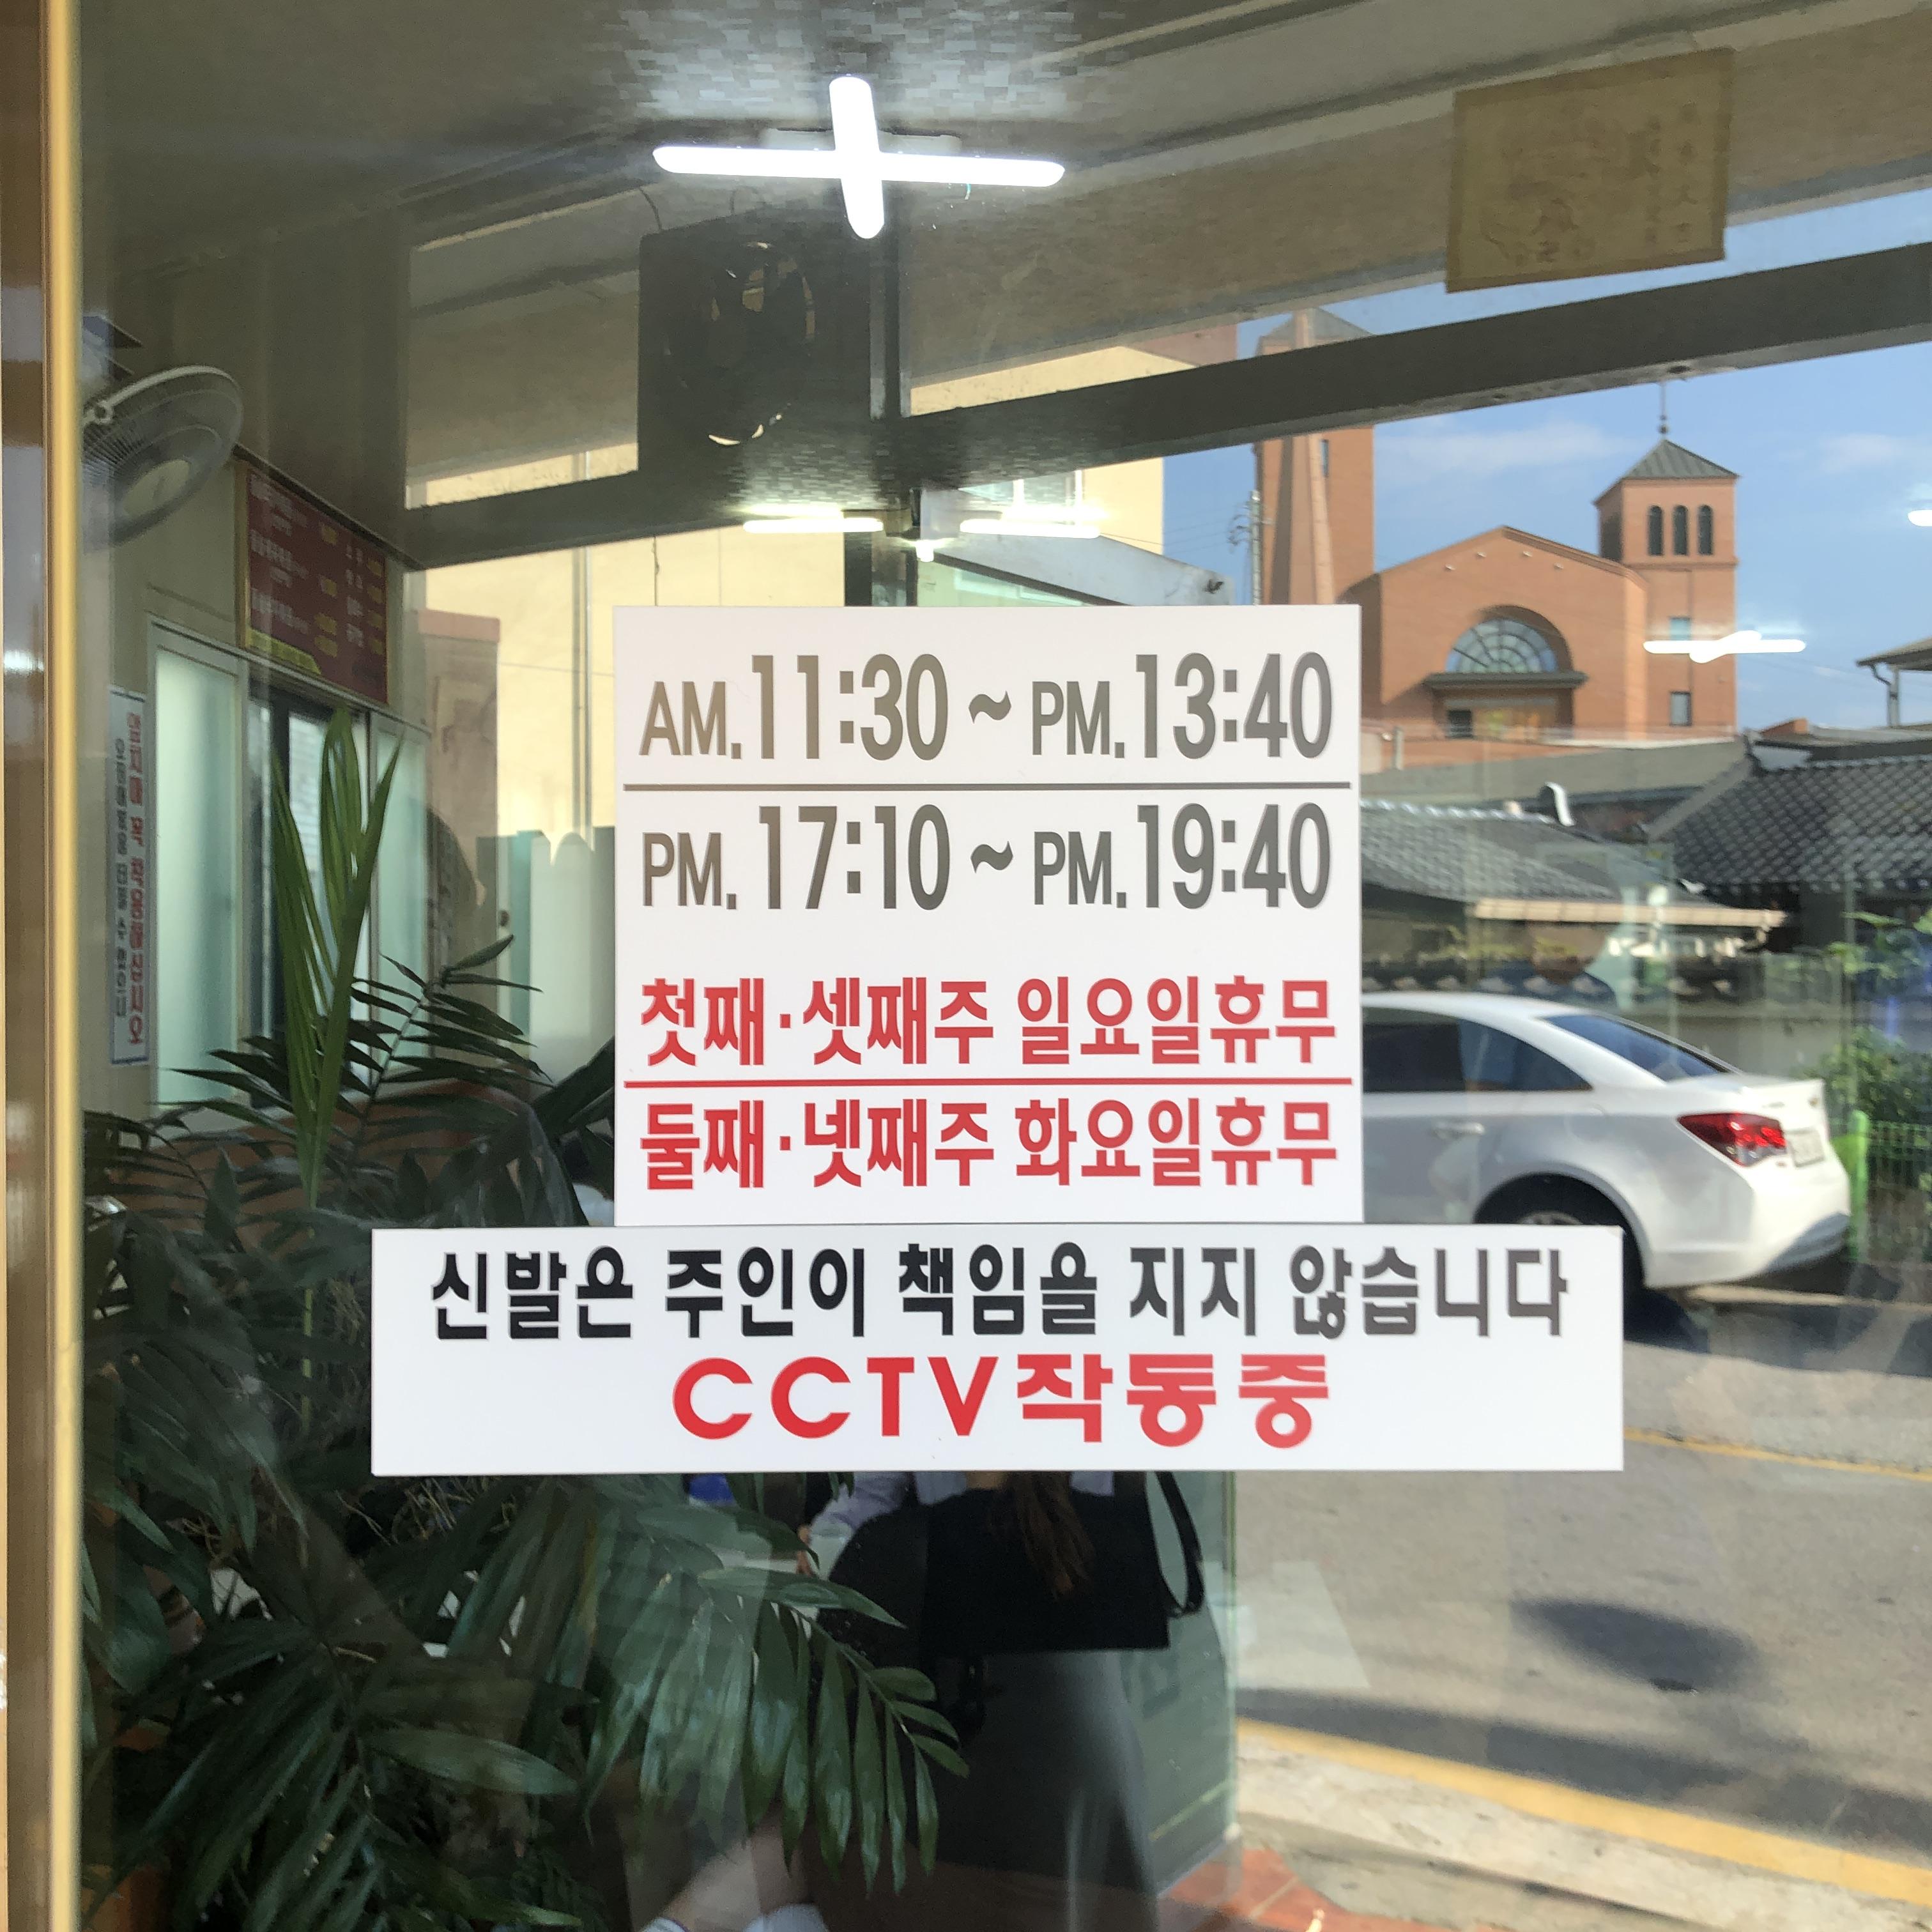 AM.11:30 ~ PM.13:40
PM.17:10 ~ PM.19:40
첫째·셋째주 일요일휴무
둘째·넷째주 화요일휴무
신발은 주인이 책임을 지지 않습니다
CCTV작동중